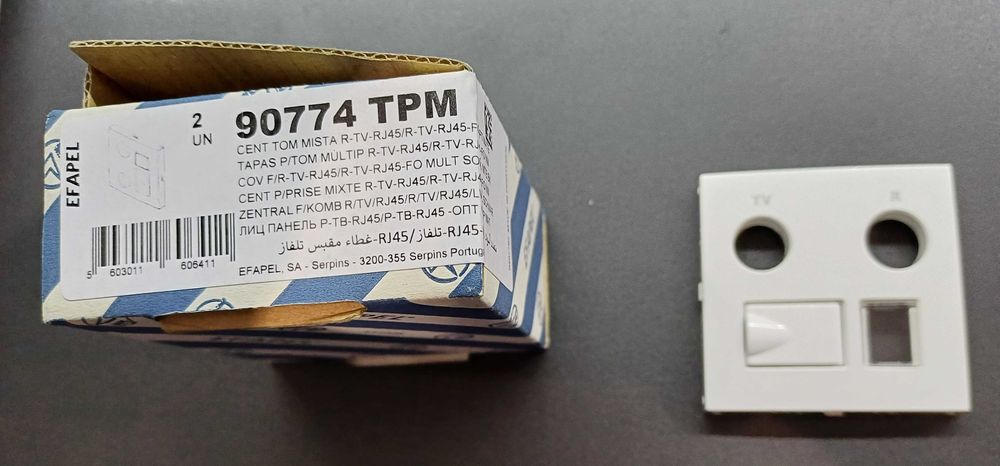 EFAPEL
2
UN
90774 TPM
CENT TOM MISTA R-TV-RJ45/R-TV-RJ45-F
TAPAS P/TOM MÚLTIP R-TV-RJ45/R-TV-RJ
COV F/R-TV-RJ45/R-TV-RJ45-FO MULT SO
CENT P/PRISE MIXTE R-TV-RJ45/R-TV-RJ4
ZENTRAL F/KOMB R/TV/RJ45/R/TV/RJ45/L
ЛИЦ ПАНЕЛЬ Р-ТВ-RJ45/Р-ТВ-RJ45 -ОПТ
غطاء مقبس تلفاز-RJ45/تلفاز-RJ45-
EFAPEL, SA - Serpins - 3200-355 Serpins Portug
5 603011 606411
TV
R